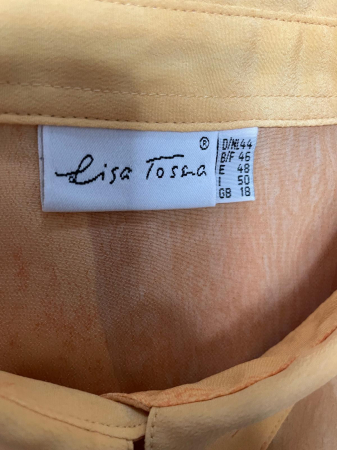 Lisa Tossa ®
D/NL 44
B/F 46
E 48
I 50
GB 18